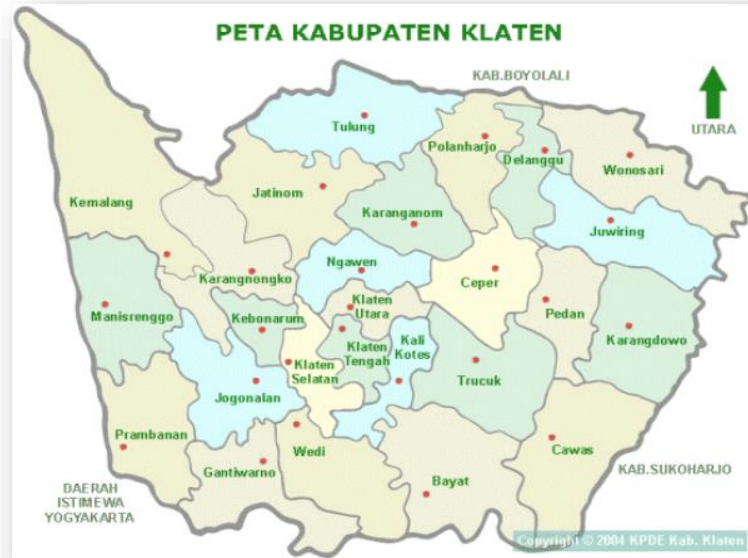 PETA KABUPATEN KLATEN
KAB.BOYOLALI
UTARA
Tulung
Polanharjo
Delanggu
Wonosari
Jatinom
Kemalang
Karanganom
Juwiring
Ngawen
Karangnongko
Ceper
Manisrenggo
Kebonarum
Klaten
Utara
Pedan
Karangdowo
Klaten
Tengah
Kali
Kotes
Klaten
Selatan
Trucuk
Jogonalan
Prambanan
Wedi
Cawas
Gantiwarno
Bayat
KAB.SUKOHARJO
DAERAH
ISTIMEWA
YOGYAKARTA
Copyright © 2004 KPDE Kab. Klaten